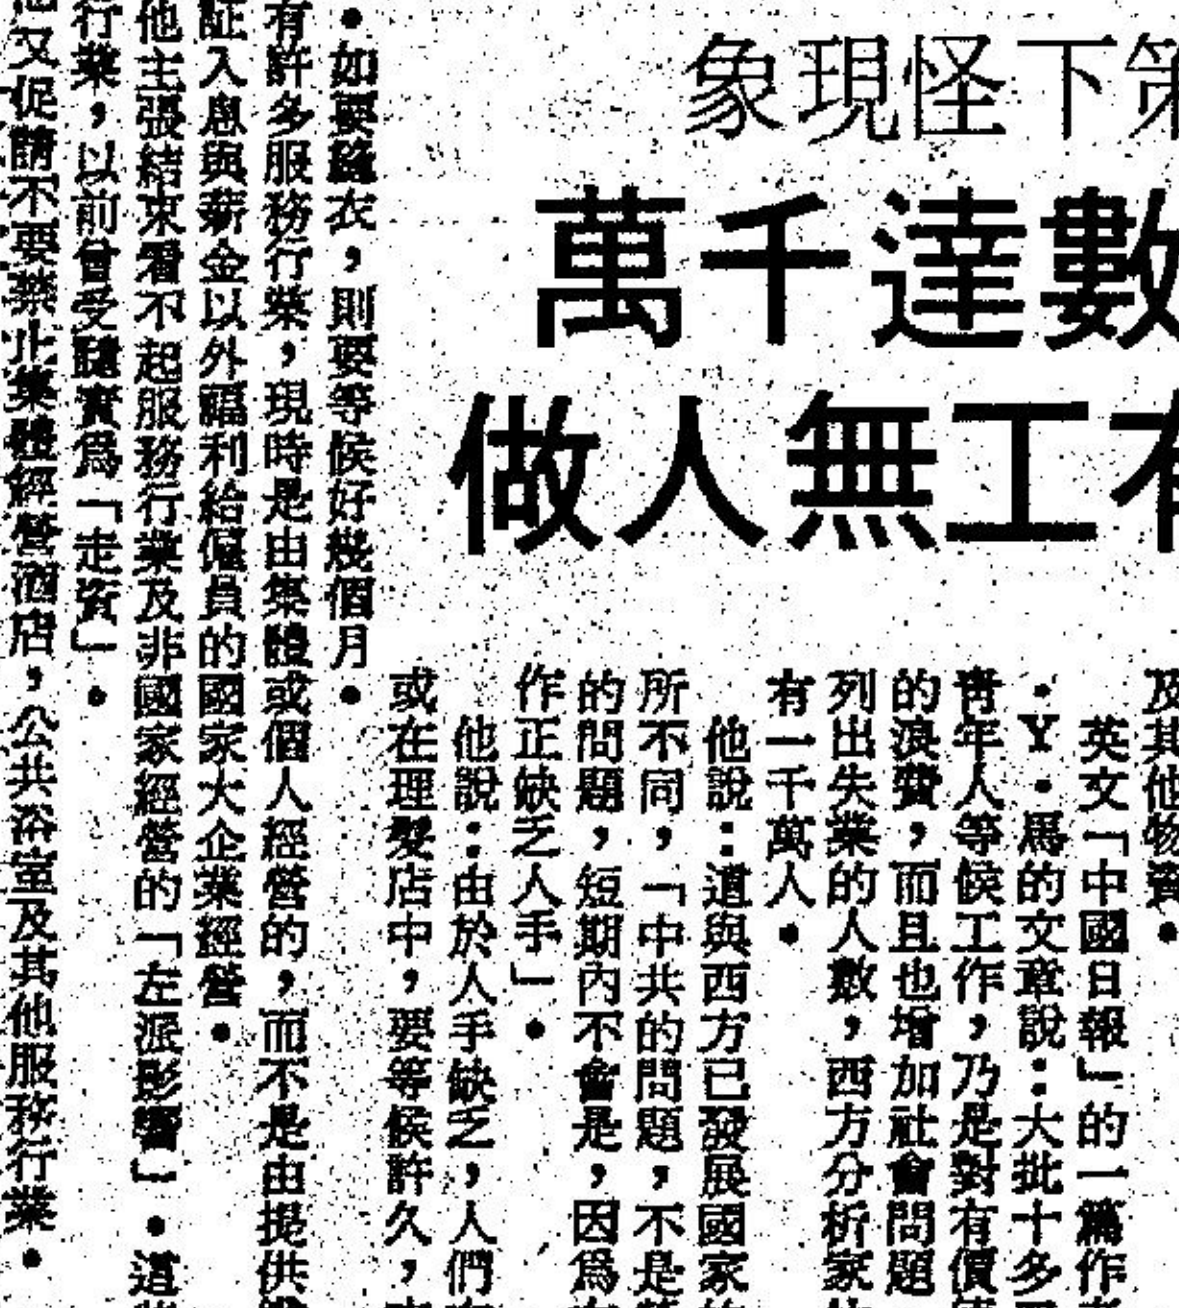 策下怪現象
數達千萬
有工無人做
及其他物資。
英文「中國日報」的一篇作
・Y・馬的文章說：大批十多
青年人等候工作，乃是對有價
的浪費，而且也增加社會問題
列出失業的人數，西方分析家
有一千萬人。
他說：這與西方已發展國家
所不同，「中共的問題，不是
的問題，短期內不會是，因為
作正缺乏人手」。
他說：由於人手缺乏，人們
或在理髮店中，要等候許久，
・如要縫衣，則要等候好幾個月。
有許多服務行業，現時是由集體或個人經營的，而不是由提供
証入息與薪金以外福利給僱員的國家大企業經營。
他主張結束看不起服務行業及非國家經營的「左派影響」。這
行業，以前曾受譴責爲「走資」。
他又促請不要禁止集體經營酒店，公共浴室及其他服務行業。